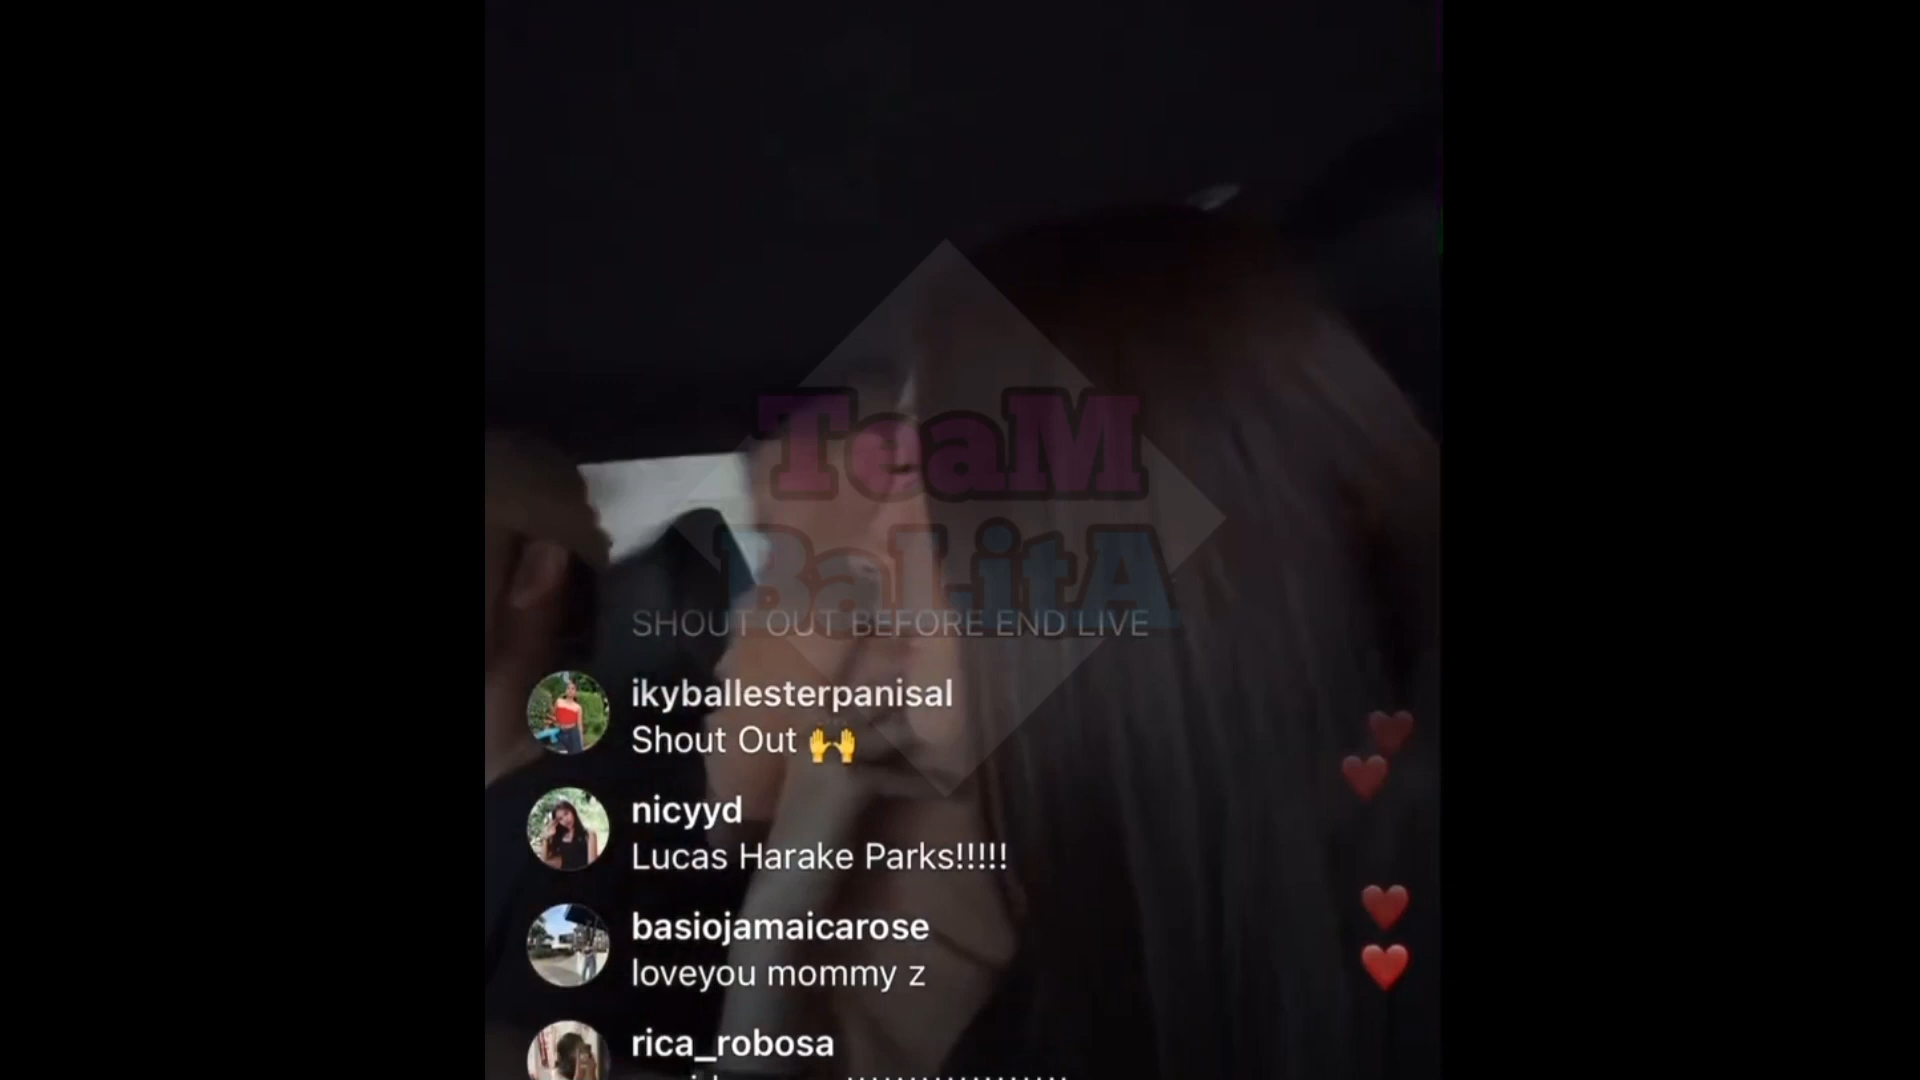 TeaM
BaLitA
SHOUT OUT BEFORE END LIVE
ikyballesterpanisal
Shout Out 🙌
nicyyd
Lucas Harake Parks!!!!!
basiojamaicarose
loveyou mommy z
rica_robosa